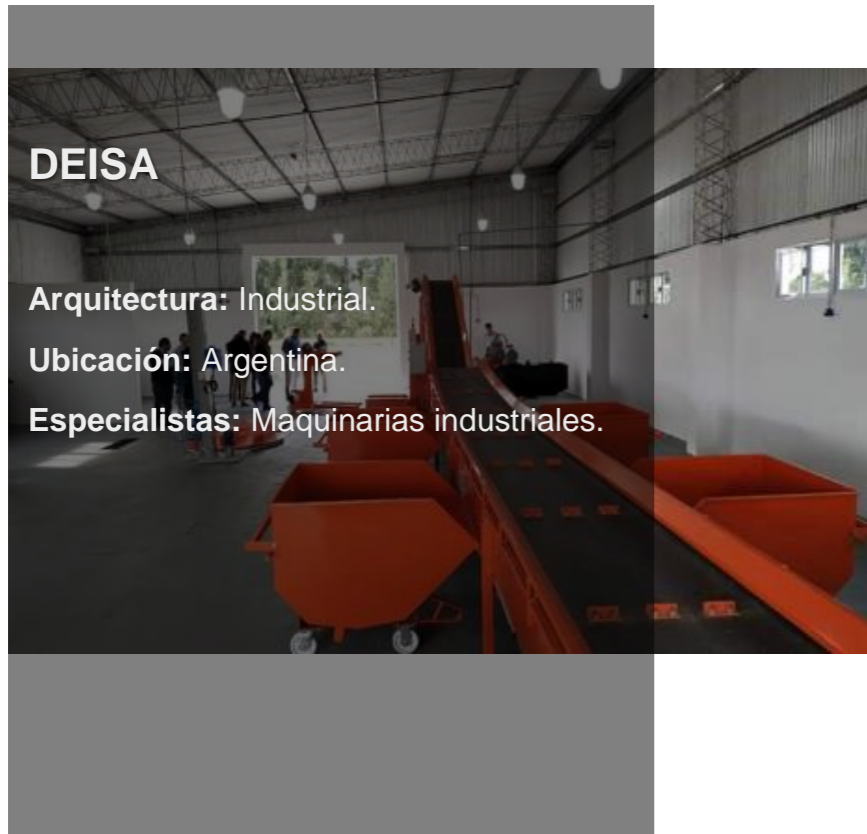 DEISA
Arquitectura: Industrial.
Ubicación: Argentina.
Especialistas: Maquinarias industriales.